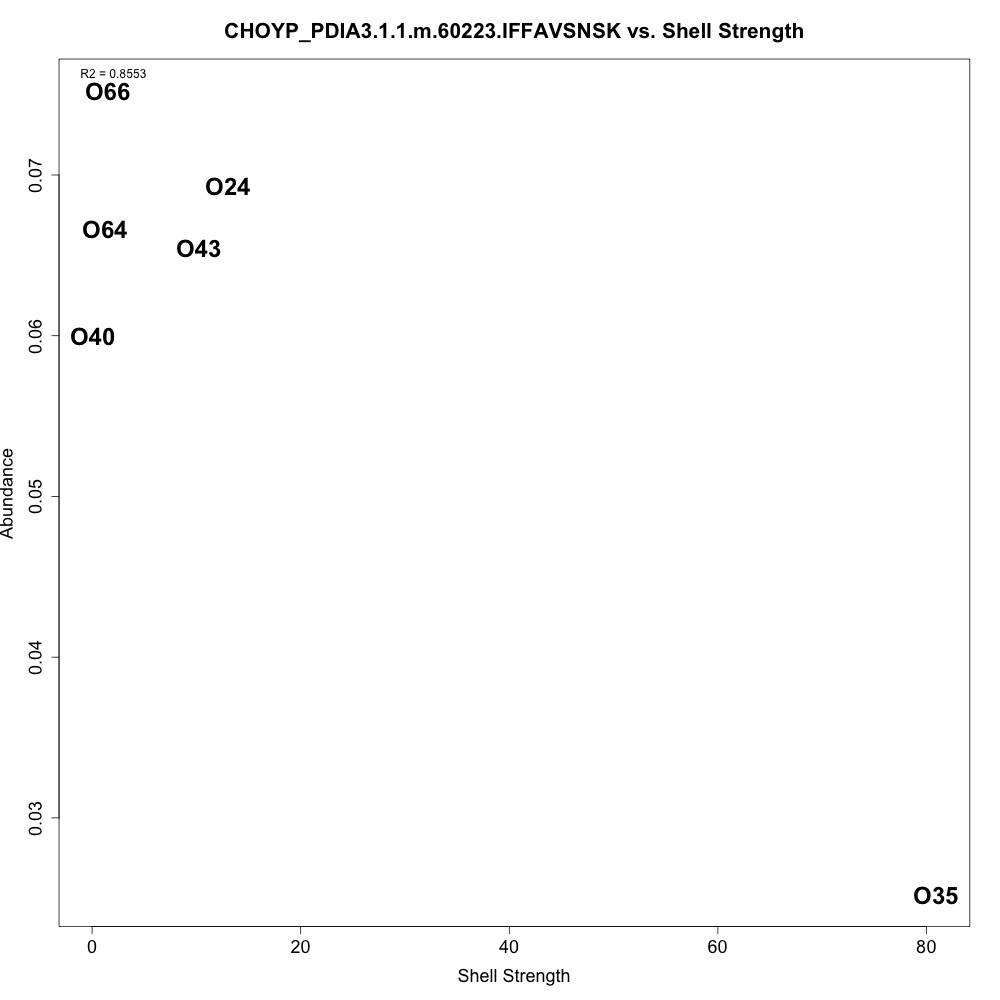 CHOYP_PDIA3.1.1.m.60223.IFFAVSNSK vs. Shell Strength
R2 = 0.8553
O66
O24
O64
O43
O40
O35
Abundance
0.07
0.06
0.05
0.04
0.03
0
20
40
60
80
Shell Strength